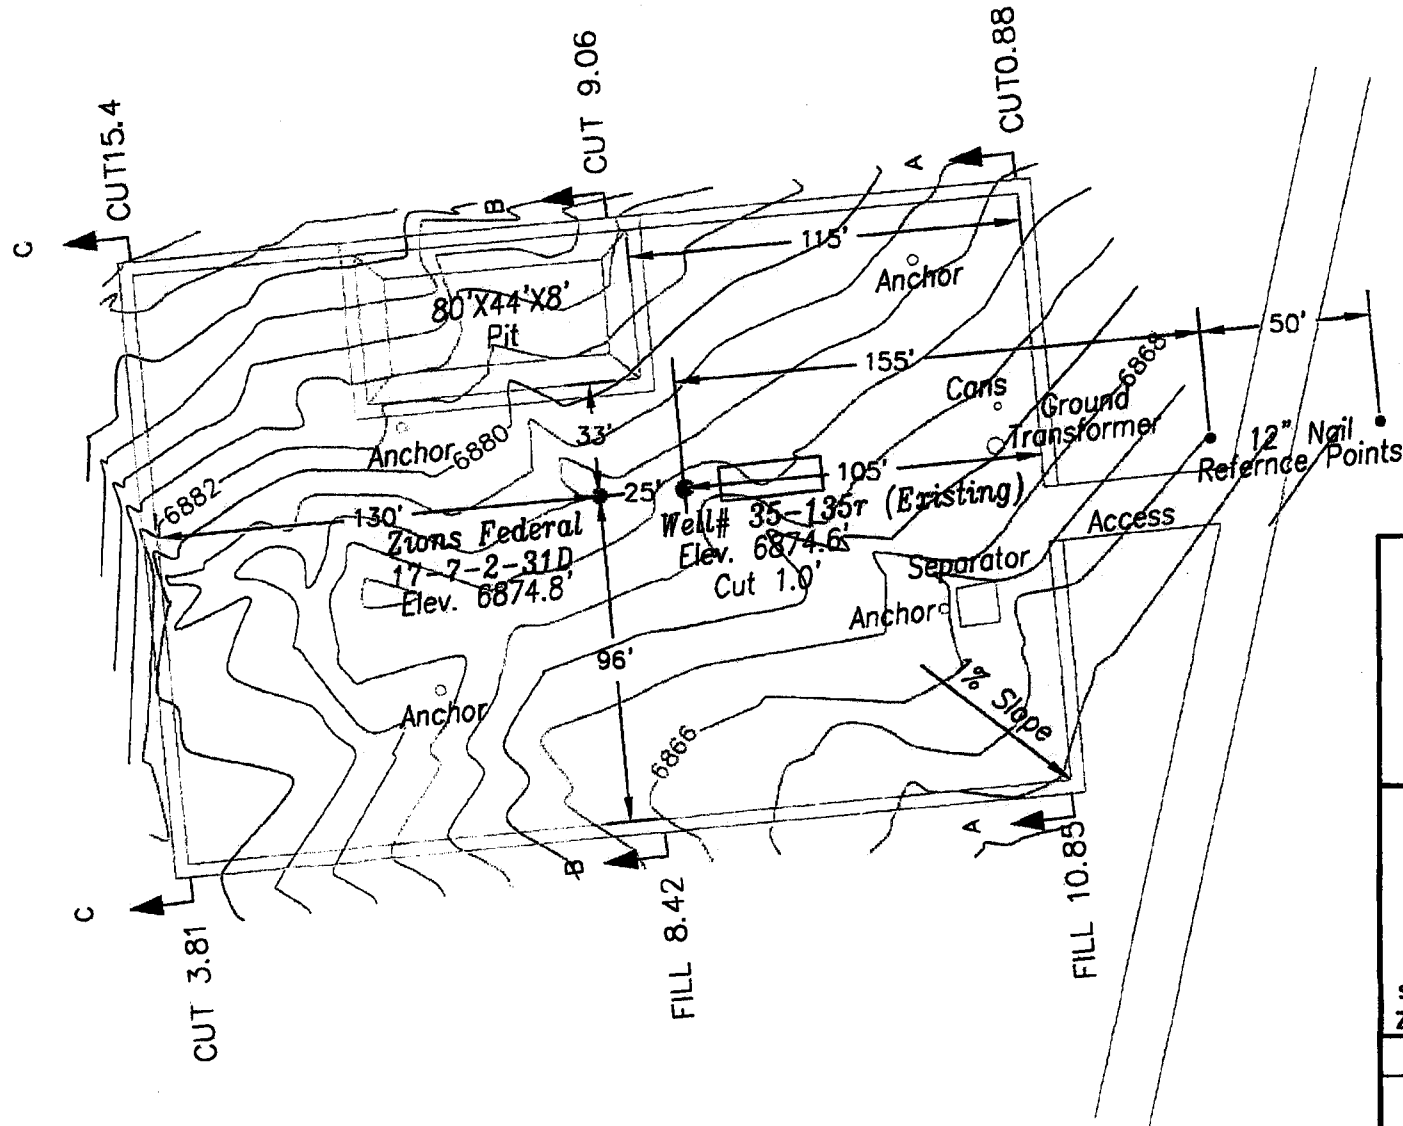 CUT 9.06
CUT0.88
CUT15.4
C
A
B
115'
Anchor
80'X44'X8'
Pit
50'
155'
6868
Cans
Ground
Transformer
33'
Anchor
6880
12" Nail
Refernce Points
105'
6882
25'
130'
Zions Federal
17-7-2-31D
Elev. 6874.8'
Well# 35-135r (Existing)
Elev. 6874.6'
Cut 1.0'
Access
Separator
Anchor
96'
1% Slope
Anchor
6866
A
B
C
CUT 3.81
FILL 8.42
FILL 10.85